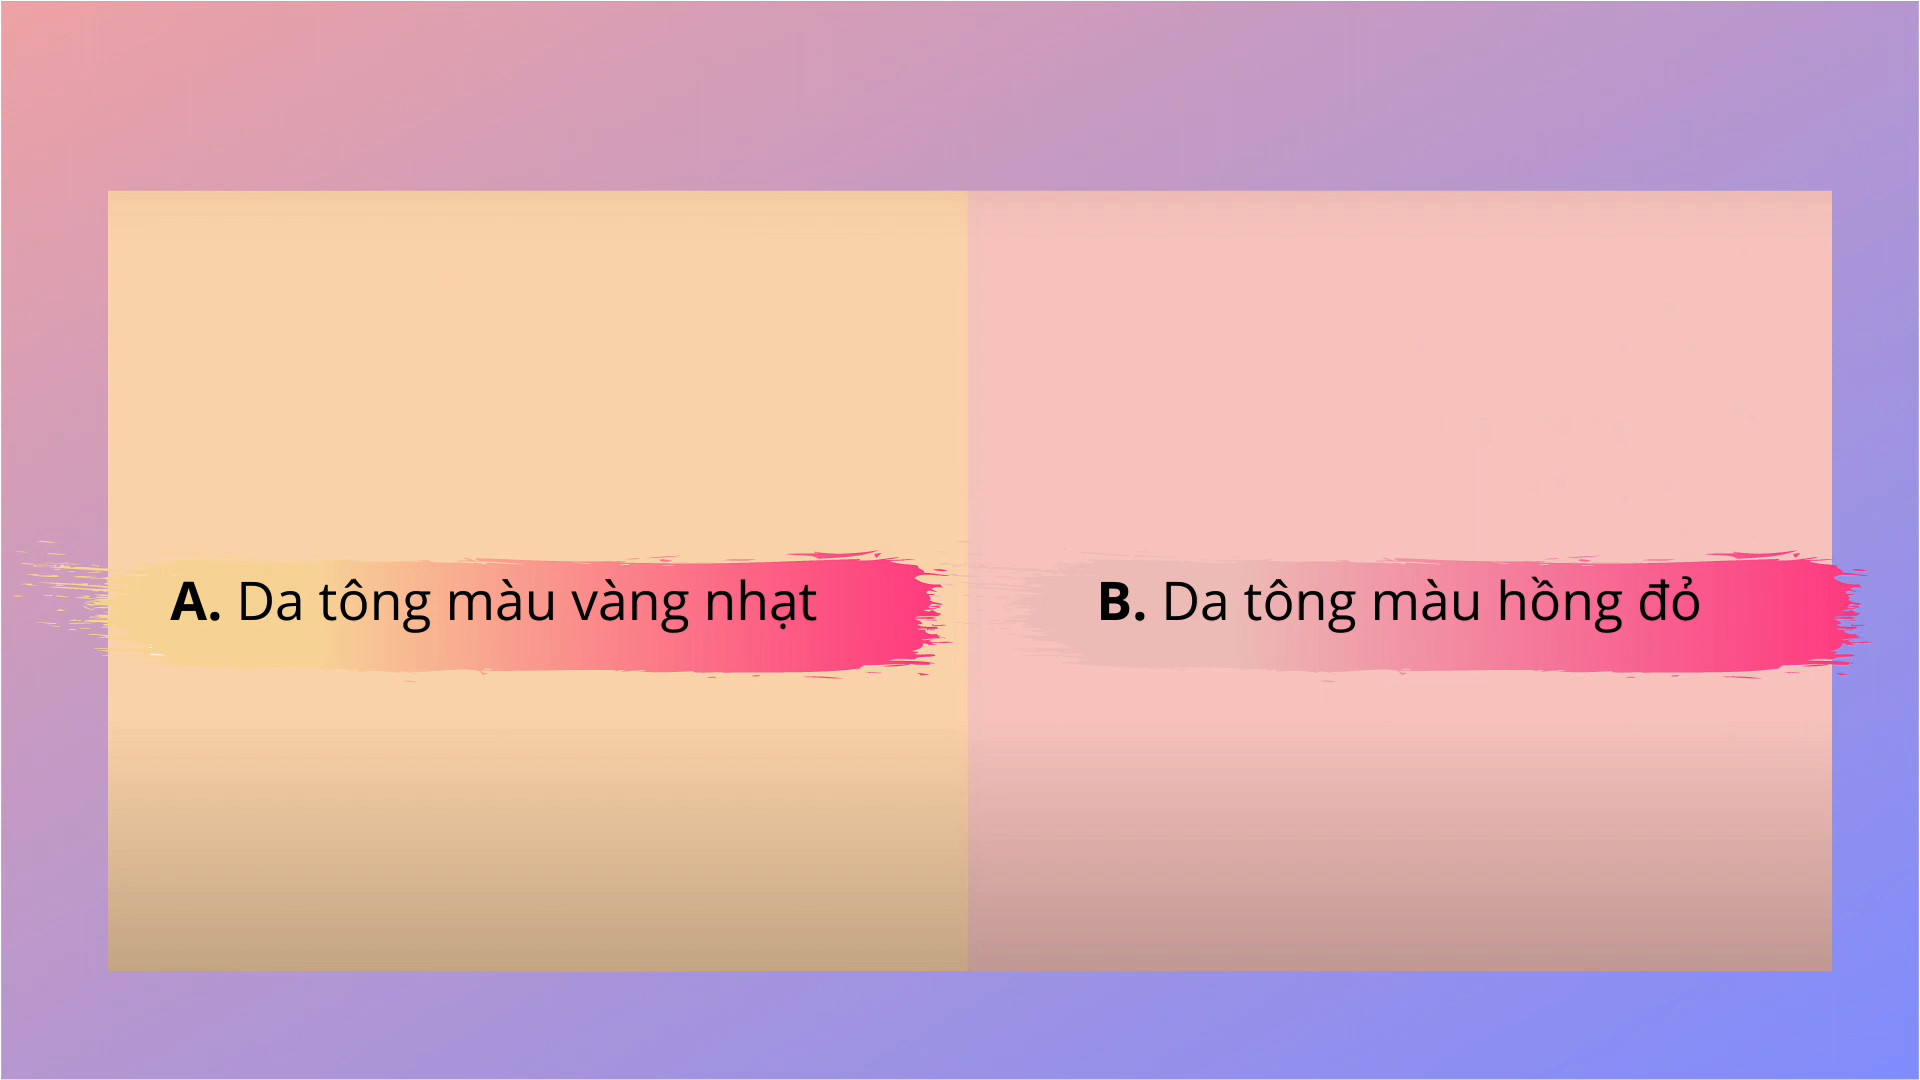 A. Da tông màu vàng nhạt
B. Da tông màu hồng đỏ